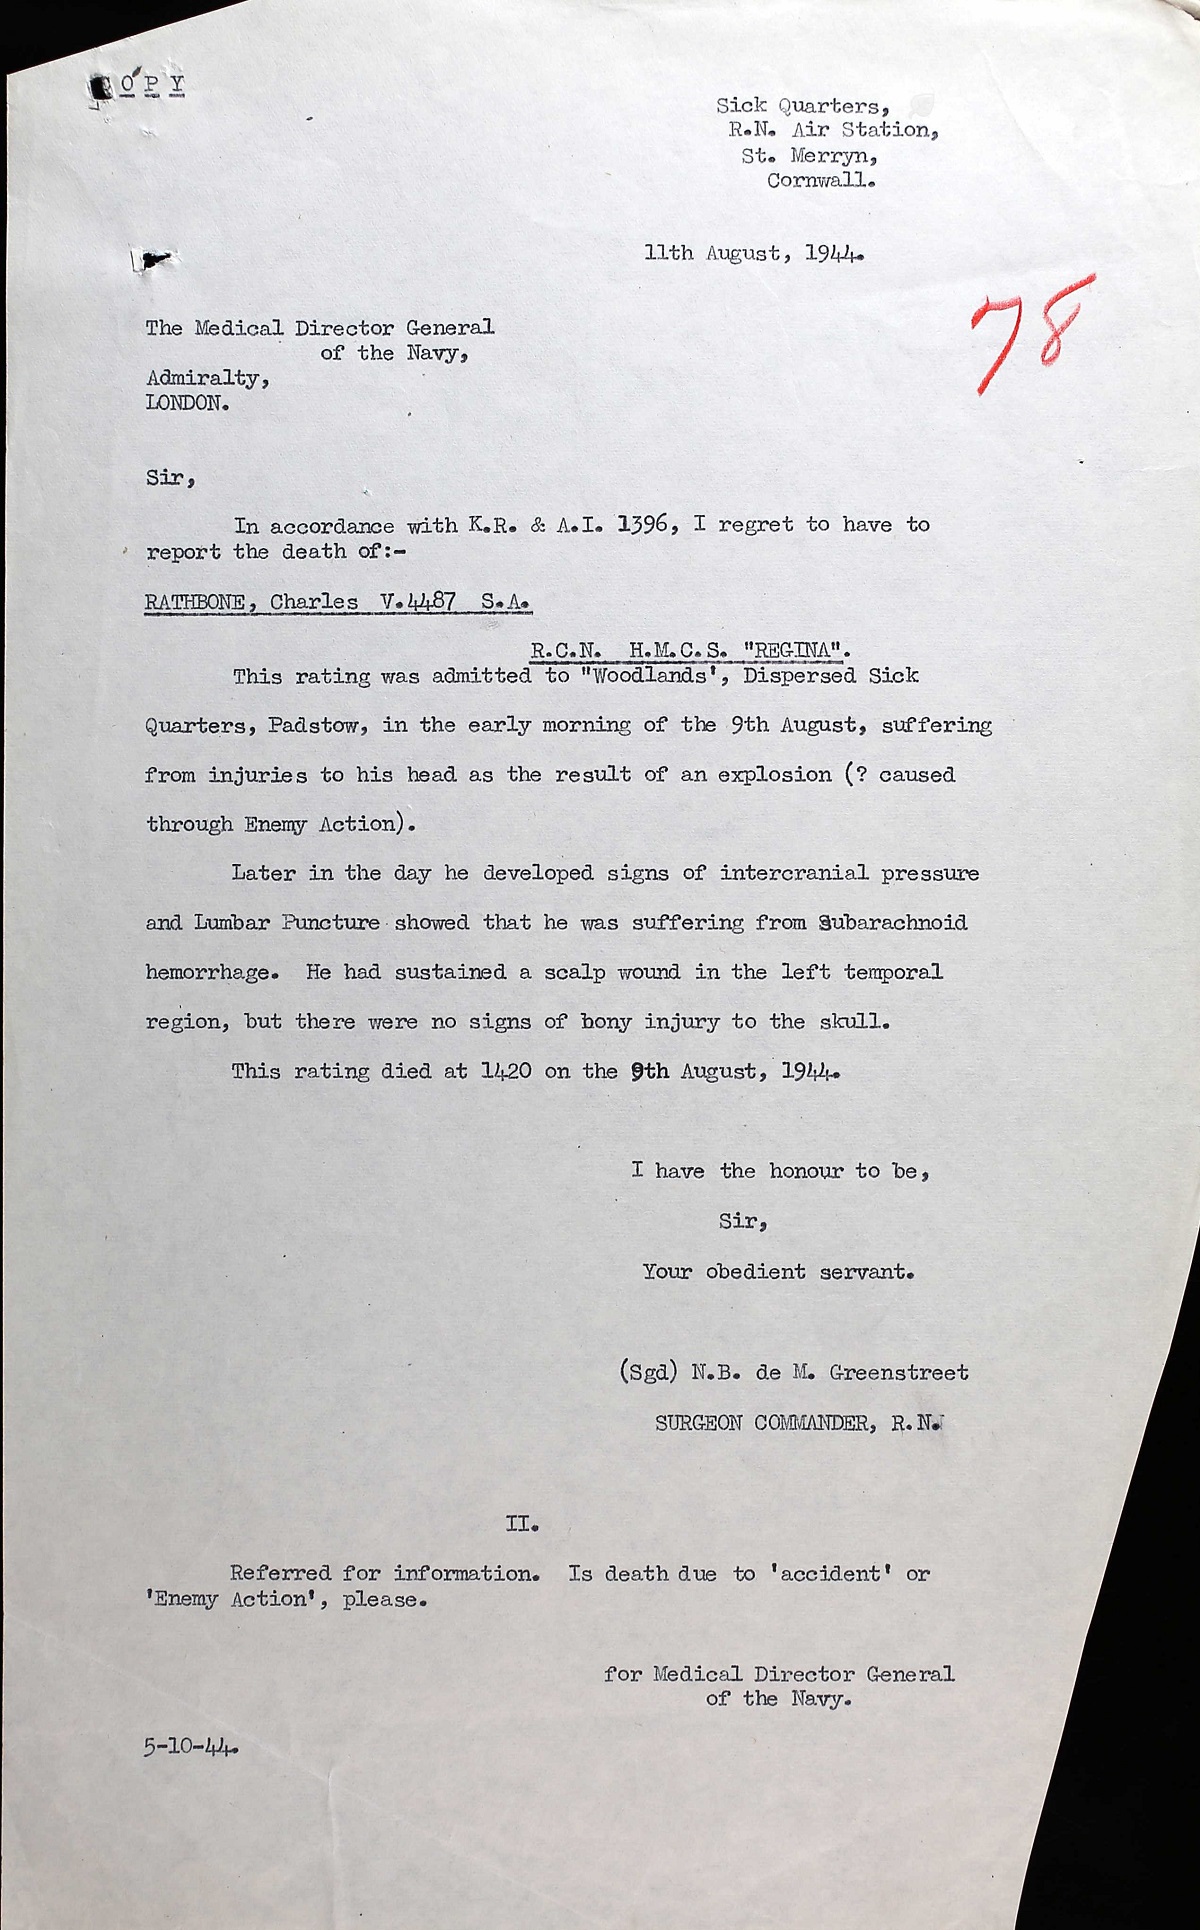 COPY
Sick Quarters,
R.N. Air Station,
St. Merryn,
Cornwall.
11th August, 1944.
78
The Medical Director General
of the Navy,
Admiralty,
LONDON.
Sir,
In accordance with K.R. & A.I. 1396, I regret to have to
report the death of:-
RATHBONE, Charles V.4487 S.A.
R.C.N. H.M.C.S. "REGINA".
This rating was admitted to "Woodlands', Dispersed Sick
Quarters, Padstow, in the early morning of the 9th August, suffering
from injuries to his head as the result of an explosion (? caused
through Enemy Action).
Later in the day he developed signs of intercranial pressure
and Lumbar Puncture showed that he was suffering from Subarachnoid
hemorrhage. He had sustained a scalp wound in the left temporal
region, but there were no signs of bony injury to the skull.
This rating died at 1420 on the 9th August, 1944.
I have the honour to be,
Sir,
Your obedient servant.
(Sgd) N.B. de M. Greenstreet
SURGEON COMMANDER, R.N.
II.
Referred for information. Is death due to 'accident' or
'Enemy Action', please.
for Medical Director General
of the Navy.
5-10-44.